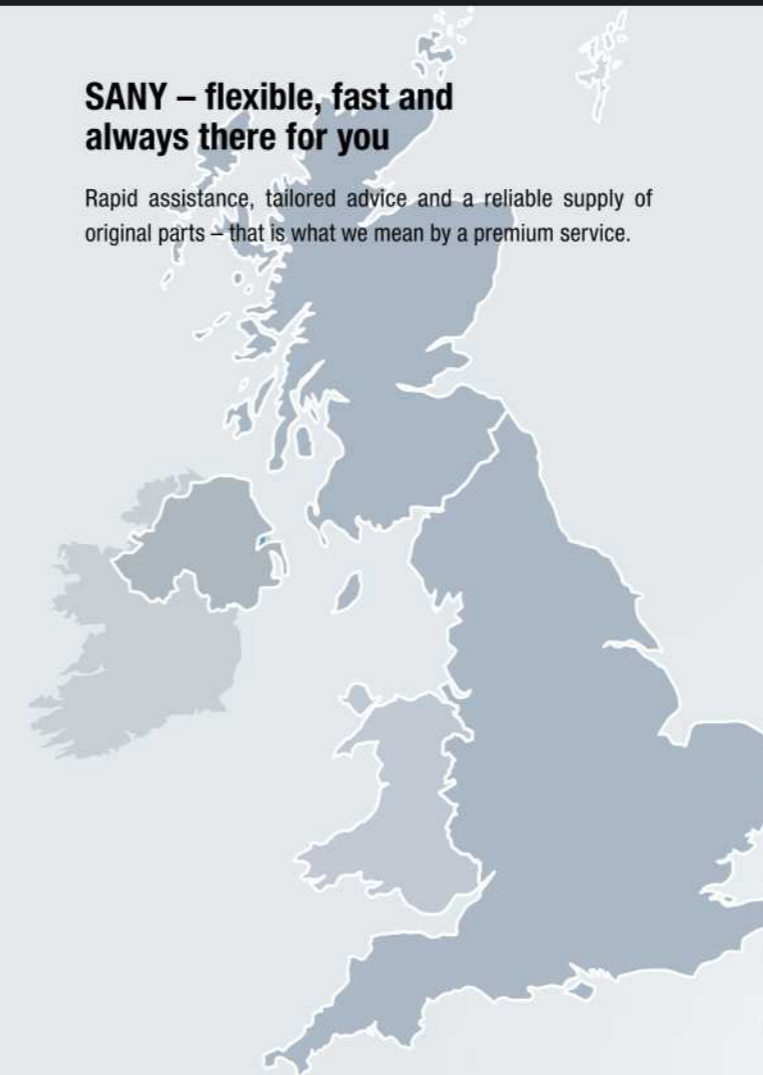 SANY – flexible, fast and
always there for you
Rapid assistance, tailored advice and a reliable supply of
original parts – that is what we mean by a premium service.